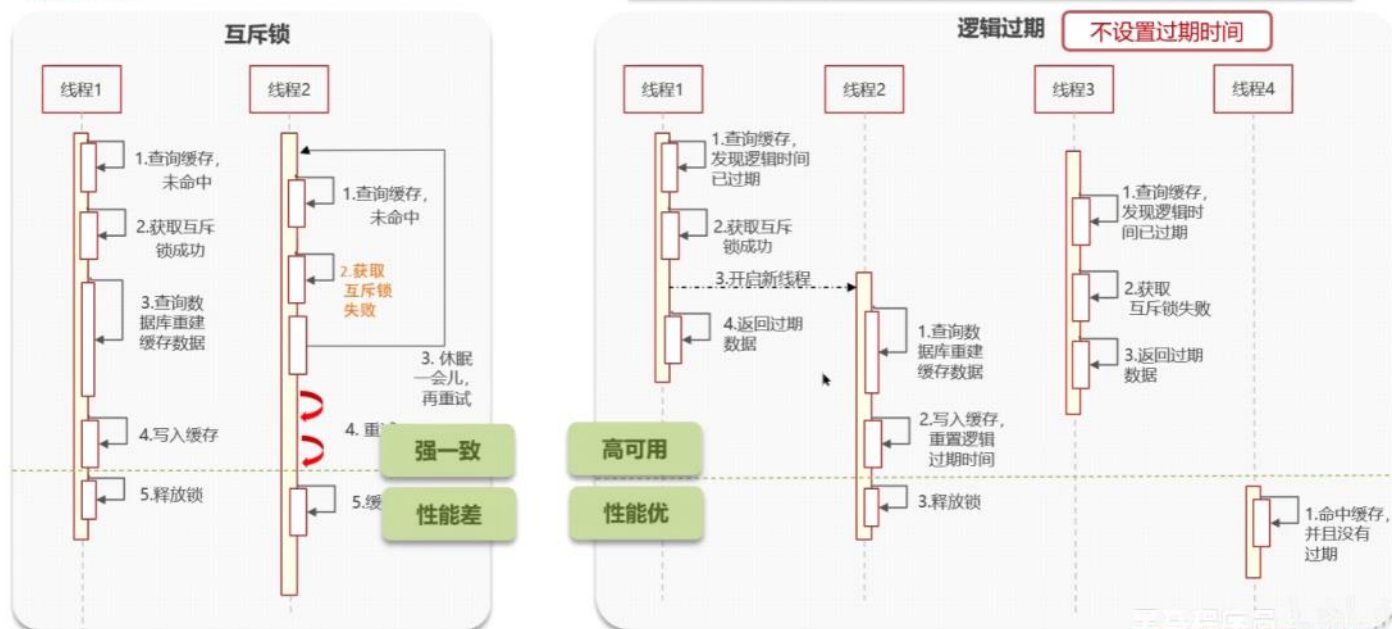 互斥锁
线程1
线程2
1.查询缓存,
未命中
2.获取互斥
锁成功
3.查询数
据库重建
缓存数据
4.写入缓存
5.释放锁
1.查询缓存,
未命中
2.获取
互斥锁
失败
3. 休眠
一会儿,
再重试
4. 重
5.缓
强一致
性能差
逻辑过期
不设置过期时间
线程1
线程2
线程3
线程4
1.查询缓存,
发现逻辑时间
已过期
2.获取互斥
锁成功
3.开启新线程
4.返回过期
数据
1.查询数
据库重建
缓存数据
2.写入缓存,
重置逻辑
过期时间
3.释放锁
1.查询缓存,
发现逻辑时
间已过期
2.获取
互斥锁失败
3.返回过期
数据
1.命中缓存,
并且没有
过期
高可用
性能优